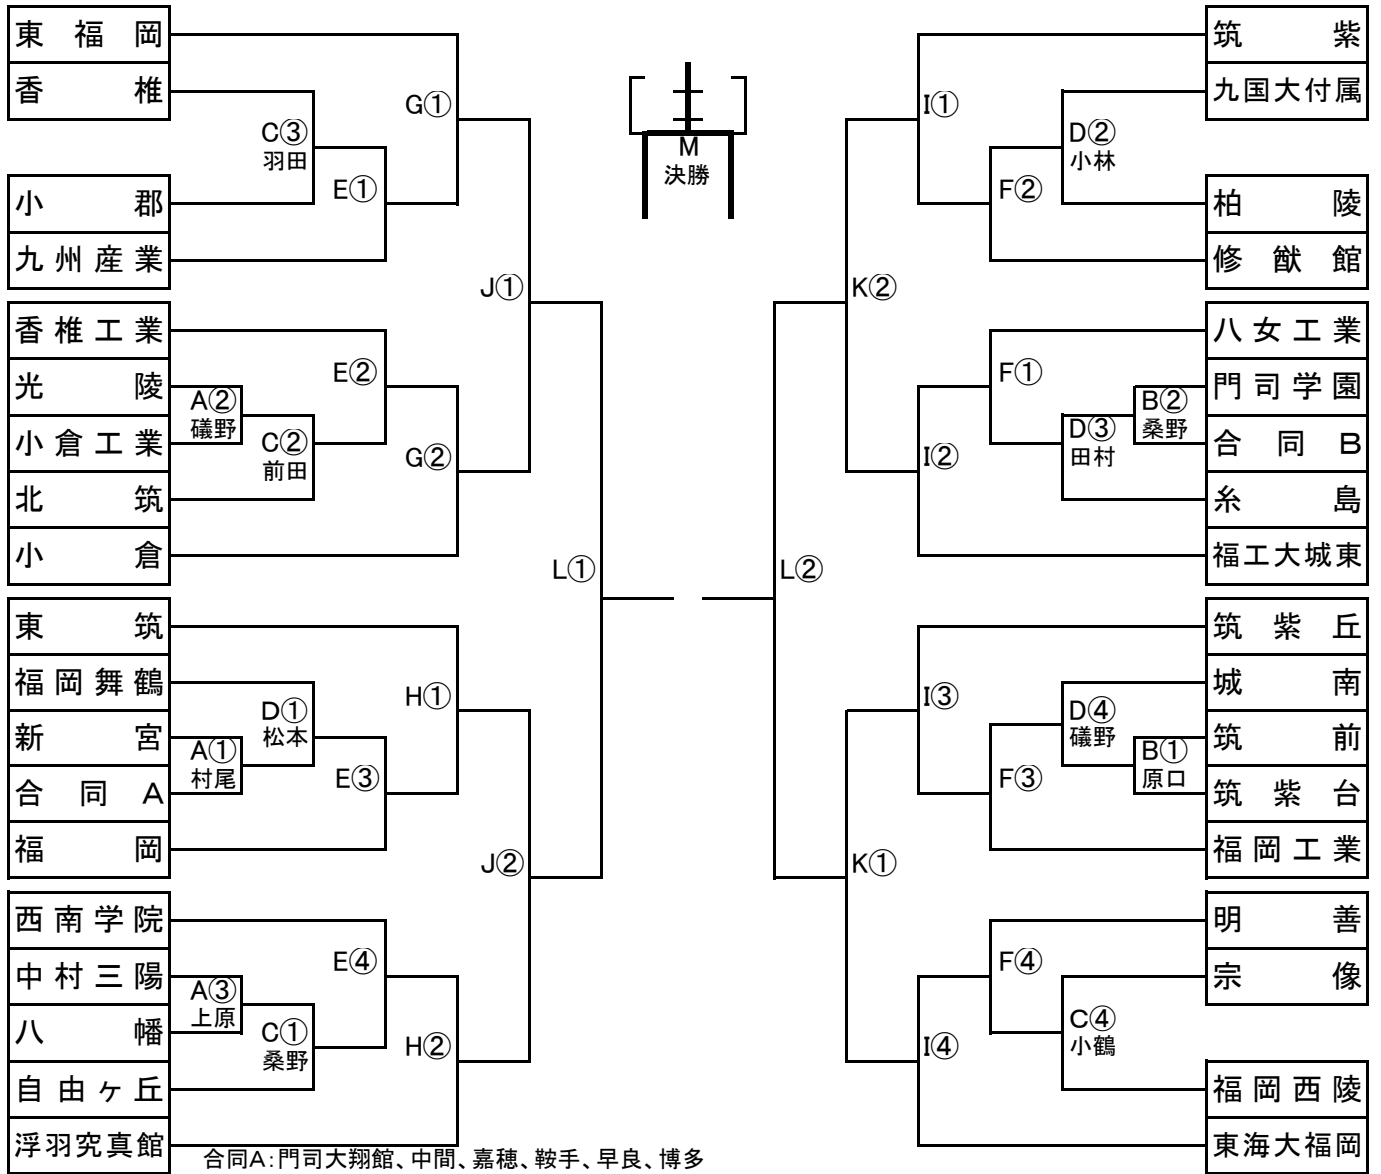 東福岡
香椎
小郡
九州産業
香椎工業
光陵
小倉工業
北筑
小倉
東筑
福岡舞鶴
新宮
合同A
福岡
西南学院
中村三陽
八幡
自由ヶ丘
浮羽究真館
C③
羽田
E①
G①
A②
礒野
C②
前田
E②
G②
J①
A①
村尾
D①
松本
E③
H①
A③
上原
C①
桑野
E④
H②
J②
L①
M
決勝
L②
K②
I①
F②
D②
小林
I②
F①
D③
田村
B②
桑野
K①
I③
F③
D④
礒野
B①
原口
I④
F④
C④
小鶴
筑紫
九国大付属
柏陵
修猷館
八女工業
門司学園
合同B
糸島
福工大城東
筑紫丘
城南
筑前
筑紫台
福岡工業
明善
宗像
福岡西陵
東海大福岡
合同A:門司大翔館、中間、嘉穂、鞍手、早良、博多